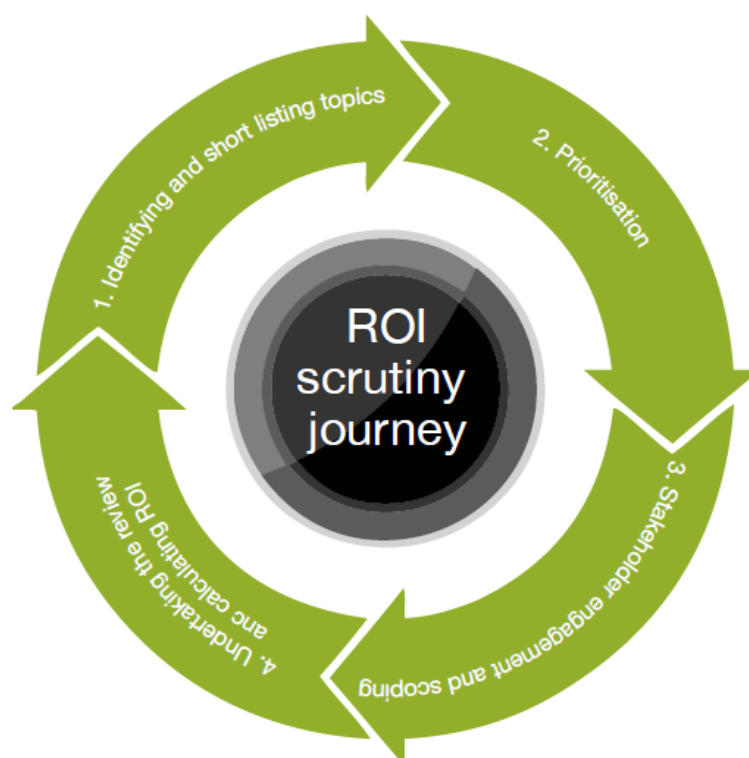 1. Identifying and short listing topics
2. Prioritisation
3. Stakeholder engagement and scoping
4. Undertaking the review
anc calculating ROI
ROI
scrutiny
journey